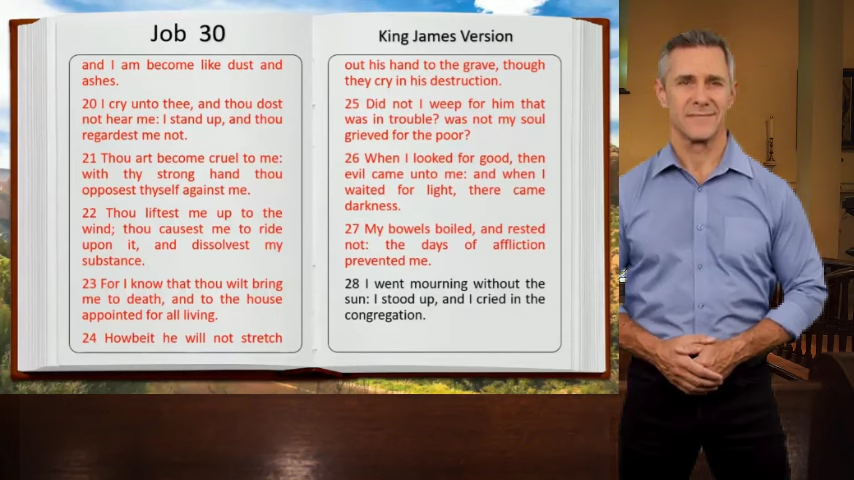 Job 30
and I am become like dust and
ashes.
20 I cry unto thee, and thou dost
not hear me: I stand up, and thou
regardest me not.
21 Thou art become cruel to me:
with thy strong hand thou
opposest thyself against me.
22 Thou liftest me up to the
wind; thou causest me to ride
upon it, and dissolvest my
substance.
23 For I know that thou wilt bring
me to death, and to the house
appointed for all living.
24 Howbeit he will not stretch
King James Version
out his hand to the grave, though
they cry in his destruction.
25 Did not I weep for him that
was in trouble? was not my soul
grieved for the poor?
26 When I looked for good, then
evil came unto me: and when I
waited for light, there came
darkness.
27 My bowels boiled, and rested
not: the days of affliction
prevented me.
28 I went mourning without the
sun: I stood up, and I cried in the
congregation.